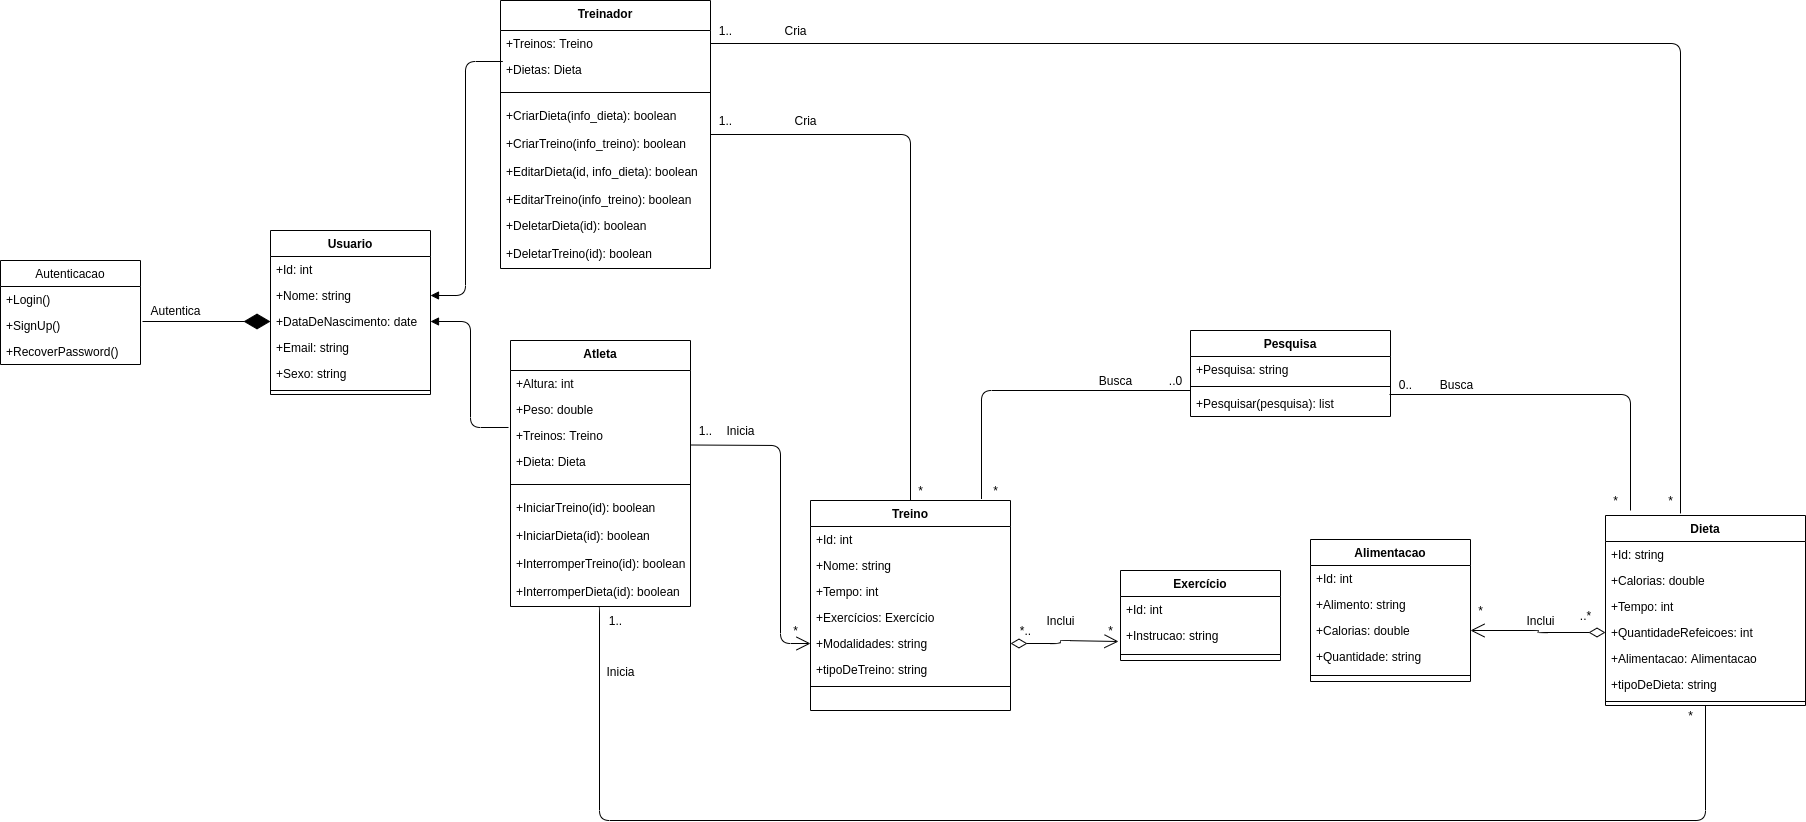 Treinador
+Treinos: Treino
+Dietas: Dieta
+CriarDieta(info_dieta): boolean
+CriarTreino(info_treino): boolean
+EditarDieta(id, info_dieta): boolean
+EditarTreino(info_treino): boolean
+DeletarDieta(id): boolean
+DeletarTreino(id): boolean
1..
Cria
1..
Cria
Autenticacao
+Login()
+SignUp()
+RecoverPassword()
Autentica
Usuario
+Id: int
+Nome: string
+DataDeNascimento: date
+Email: string
+Sexo: string
Atleta
+Altura: int
+Peso: double
+Treinos: Treino
+Dieta: Dieta
+IniciarTreino(id): boolean
+IniciarDieta(id): boolean
+InterromperTreino(id): boolean
+InterromperDieta(id): boolean
1..
Inicia
*
1..
Inicia
*
Pesquisa
+Pesquisa: string
+Pesquisar(pesquisa): list
Busca
..0
0..
Busca
*
*
*
*
Treino
+Id: int
+Nome: string
+Tempo: int
+Exercícios: Exercício
+Modalidades: string
+tipoDeTreino: string
*..
Inclui
*
Exercício
+Id: int
+Instrucao: string
Alimentacao
+Id: int
+Alimento: string
+Calorias: double
+Quantidade: string
*
Inclui
..*
Dieta
+Id: string
+Calorias: double
+Tempo: int
+QuantidadeRefeicoes: int
+Alimentacao: Alimentacao
+tipoDeDieta: string